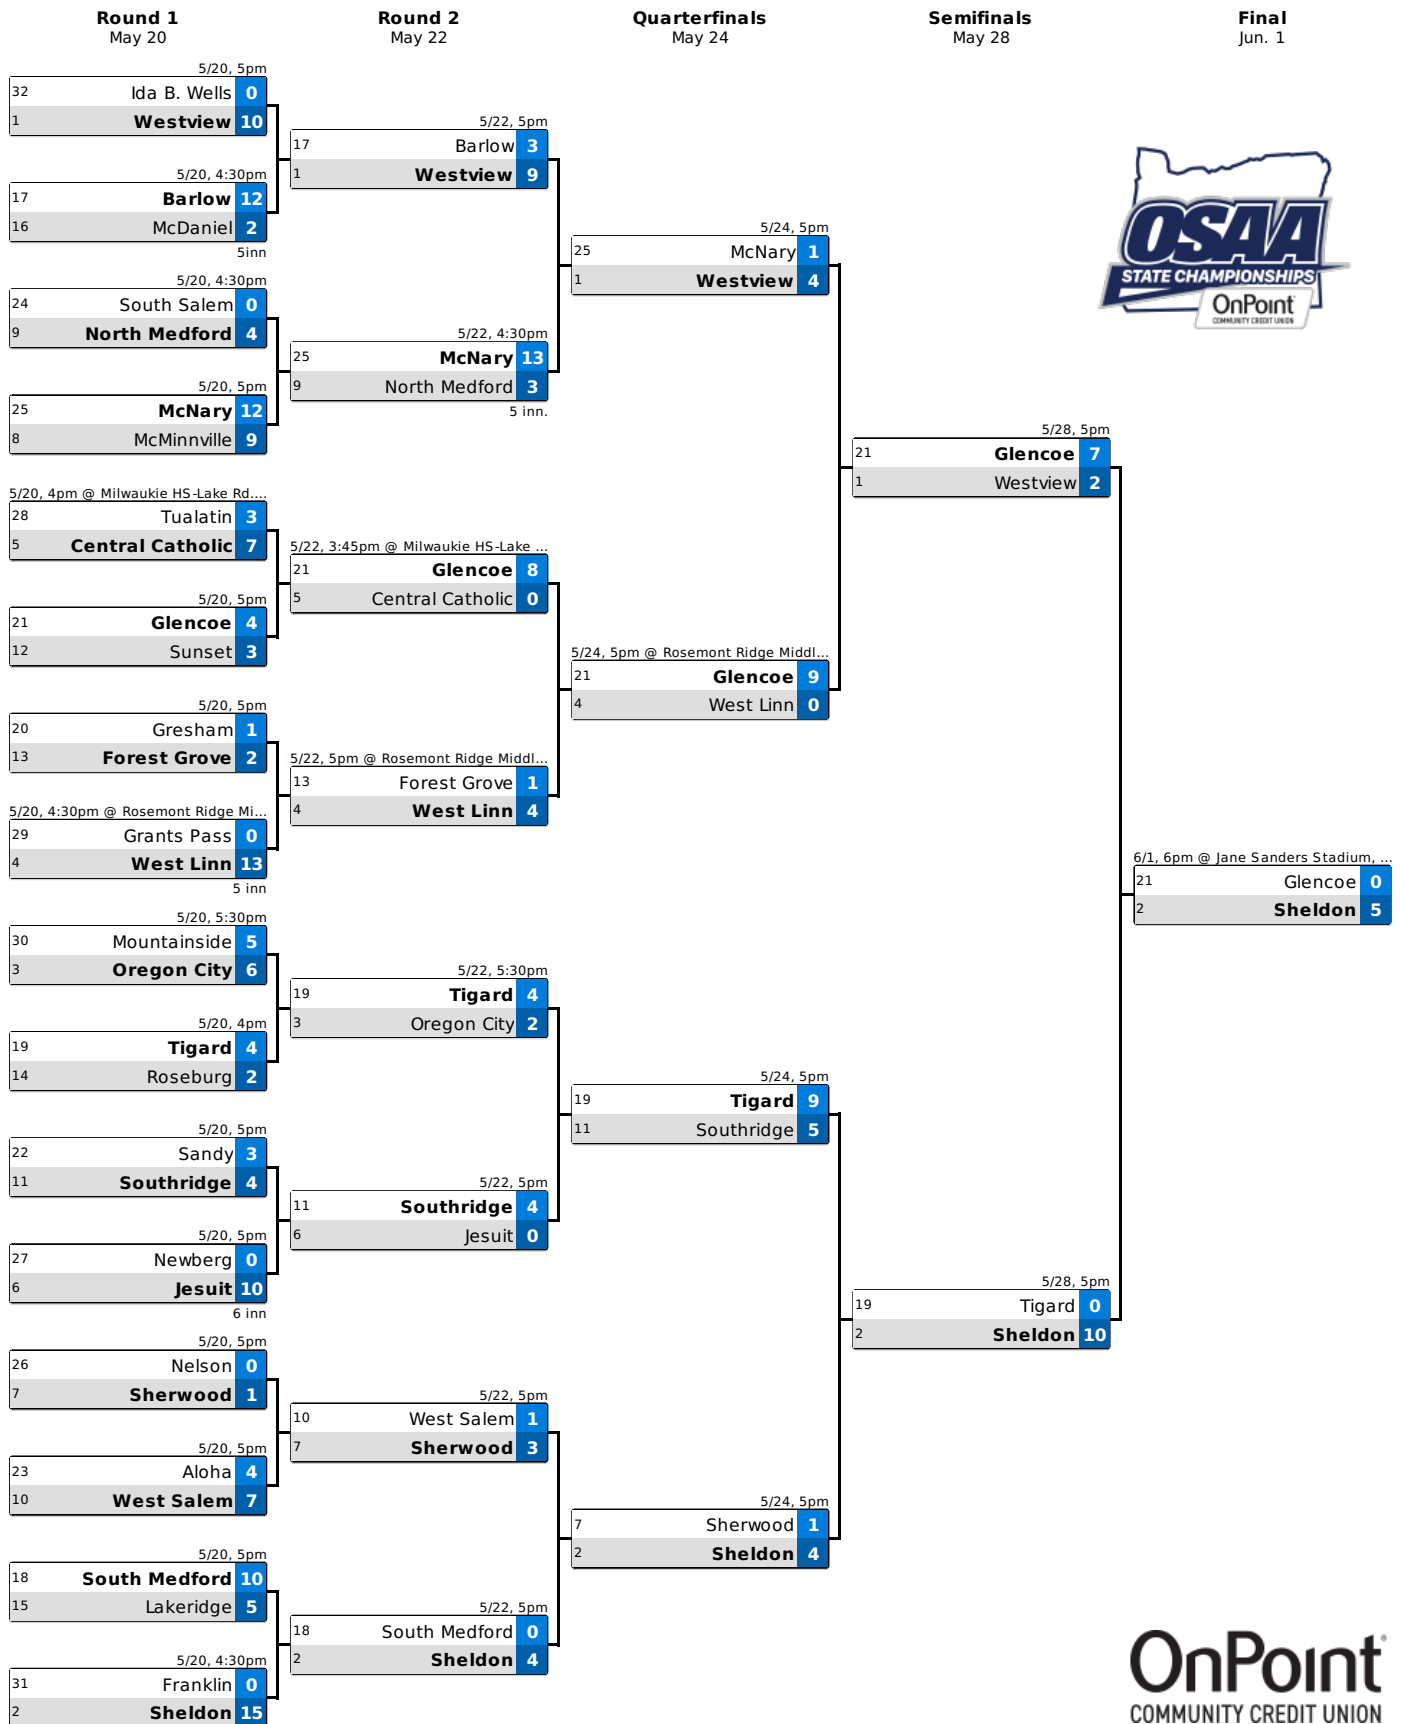 Round 1
May 20
Round 2
May 22
Quarterfinals
May 24
Semifinals
May 28
Final
Jun. 1
5/20, 5pm
32 Ida B. Wells 0
1 Westview 10
5/20, 4:30pm
17 Barlow 12
16 McDaniel 2
5inn
5/20, 4:30pm
24 South Salem 0
9 North Medford 4
5/20, 5pm
25 McNary 12
8 McMinnville 9
5/20, 4pm @ Milwaukie HS-Lake Rd....
28 Tualatin 3
5 Central Catholic 7
5/20, 5pm
21 Glencoe 4
12 Sunset 3
5/20, 5pm
20 Gresham 1
13 Forest Grove 2
5/20, 4:30pm @ Rosemont Ridge Mi...
29 Grants Pass 0
4 West Linn 13
5 inn
5/20, 5:30pm
30 Mountainside 5
3 Oregon City 6
5/20, 4pm
19 Tigard 4
14 Roseburg 2
5/20, 5pm
22 Sandy 3
11 Southridge 4
5/20, 5pm
27 Newberg 0
6 Jesuit 10
6 inn
5/20, 5pm
26 Nelson 0
7 Sherwood 1
5/20, 5pm
23 Aloha 4
10 West Salem 7
5/20, 5pm
18 South Medford 10
15 Lakeridge 5
5/20, 4:30pm
31 Franklin 0
2 Sheldon 15
5/22, 5pm
17 Barlow 3
1 Westview 9
5/22, 4:30pm
25 McNary 13
9 North Medford 3
5 inn.
5/22, 3:45pm @ Milwaukie HS-Lake ...
21 Glencoe 8
5 Central Catholic 0
5/22, 5pm @ Rosemont Ridge Middl...
13 Forest Grove 1
4 West Linn 4
5/22, 5:30pm
19 Tigard 4
3 Oregon City 2
5/22, 5pm
11 Southridge 4
6 Jesuit 0
5/22, 5pm
10 West Salem 1
7 Sherwood 3
5/22, 5pm
18 South Medford 0
2 Sheldon 4
5/24, 5pm
25 McNary 1
1 Westview 4
5/24, 5pm @ Rosemont Ridge Middl...
21 Glencoe 9
4 West Linn 0
5/24, 5pm
19 Tigard 9
11 Southridge 5
5/24, 5pm
7 Sherwood 1
2 Sheldon 4
5/28, 5pm
21 Glencoe 7
1 Westview 2
5/28, 5pm
19 Tigard 0
2 Sheldon 10
6/1, 6pm @ Jane Sanders Stadium, ...
21 Glencoe 0
2 Sheldon 5
OSAA
STATE CHAMPIONSHIPS
OnPoint
COMMUNITY CREDIT UNION
OnPoint
COMMUNITY CREDIT UNION